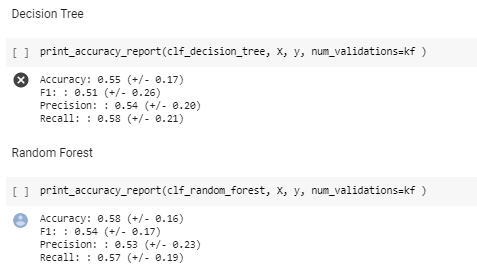 Decision Tree
[ ] print_accuracy_report(clf_decision_tree, X, y, num_validations=kf )
Accuracy: 0.55 (+/- 0.17)
F1: : 0.51 (+/- 0.26)
Precision: : 0.54 (+/- 0.20)
Recall: : 0.58 (+/- 0.21)
Random Forest
[ ] print_accuracy_report(clf_random_forest, X, y, num_validations=kf )
Accuracy: 0.58 (+/- 0.16)
F1: : 0.54 (+/- 0.17)
Precision: : 0.53 (+/- 0.23)
Recall: : 0.57 (+/- 0.19)